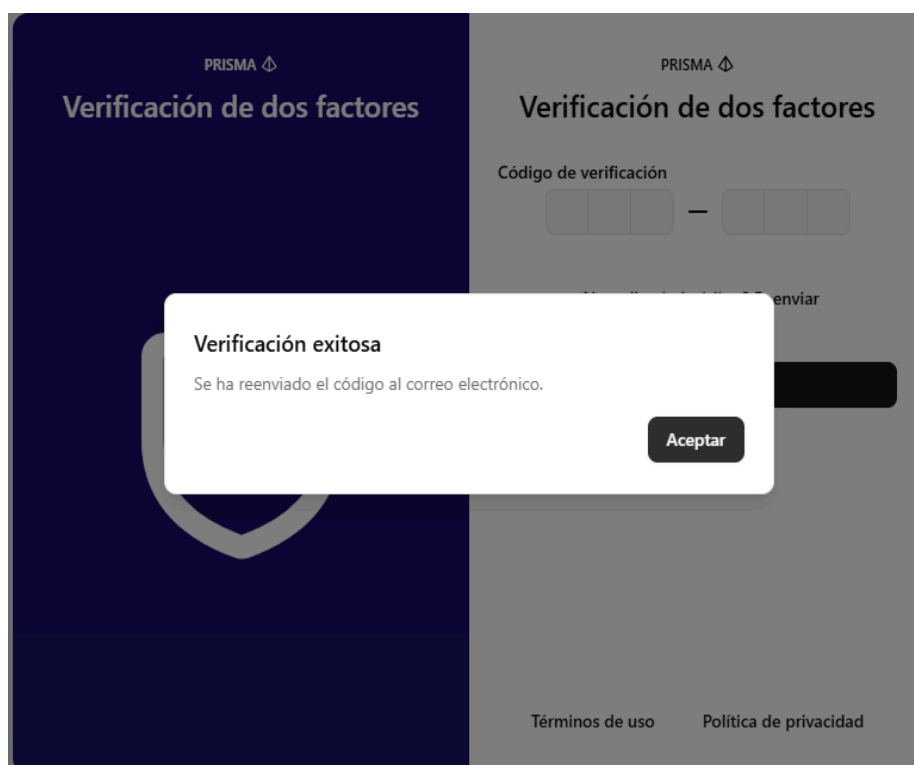 PRISMA
Verificación de dos factores
PRISMA
Verificación de dos factores
Código de verificación
—
enviar
Verificación exitosa
Se ha reenviado el código al correo electrónico.
Aceptar
Términos de uso
Política de privacidad